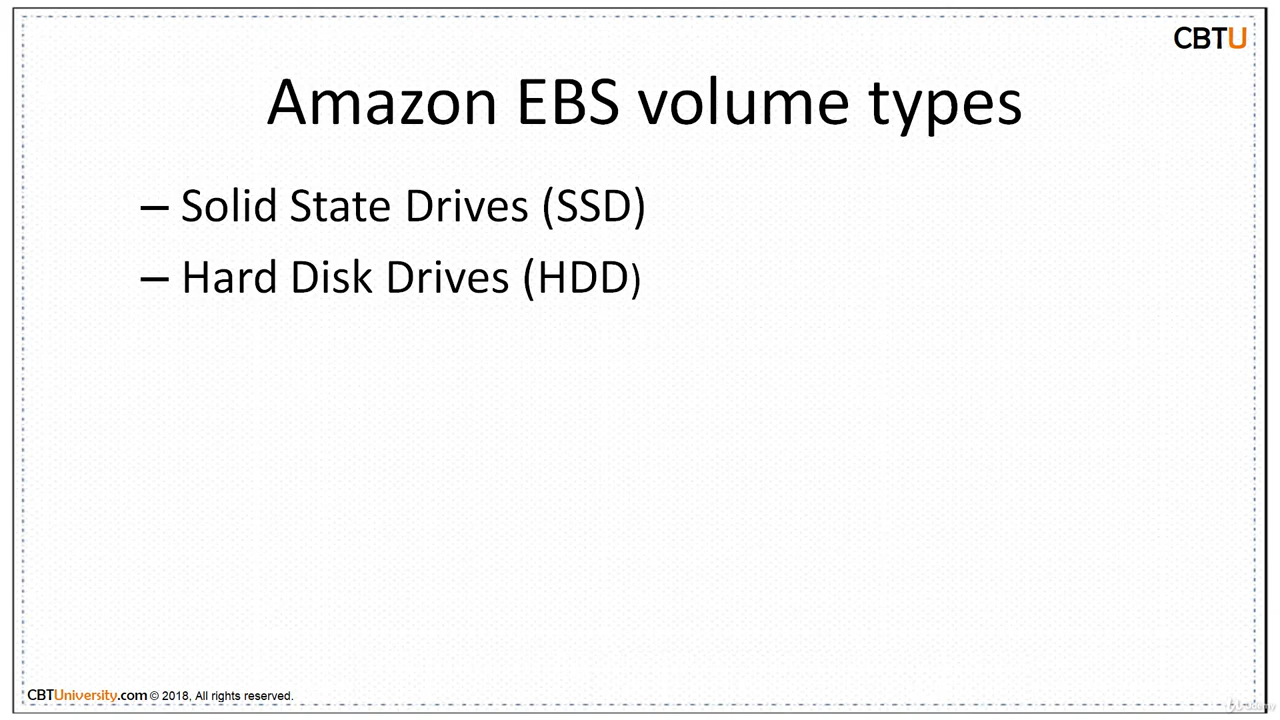 CBTU
Amazon EBS volume types
– Solid State Drives (SSD)
– Hard Disk Drives (HDD)
CBTUniversity.com © 2018, All rights reserved.